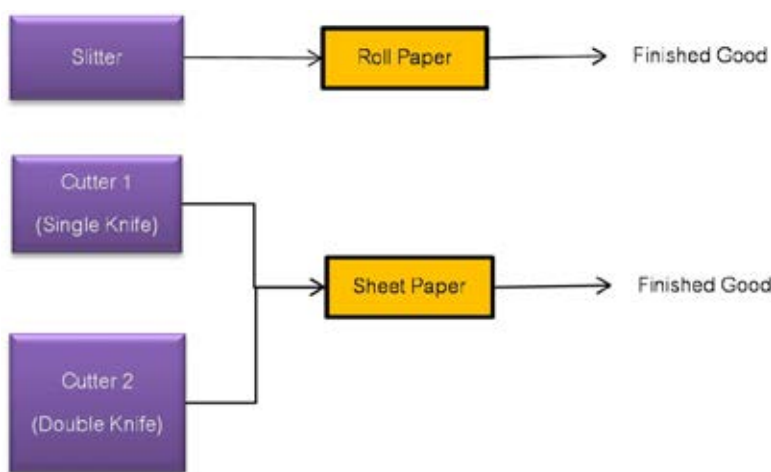 Slitter
Roll Paper
Finished Good
Cutter 1
(Single Knife)
Sheet Paper
Finished Good
Cutter 2
(Double Knife)